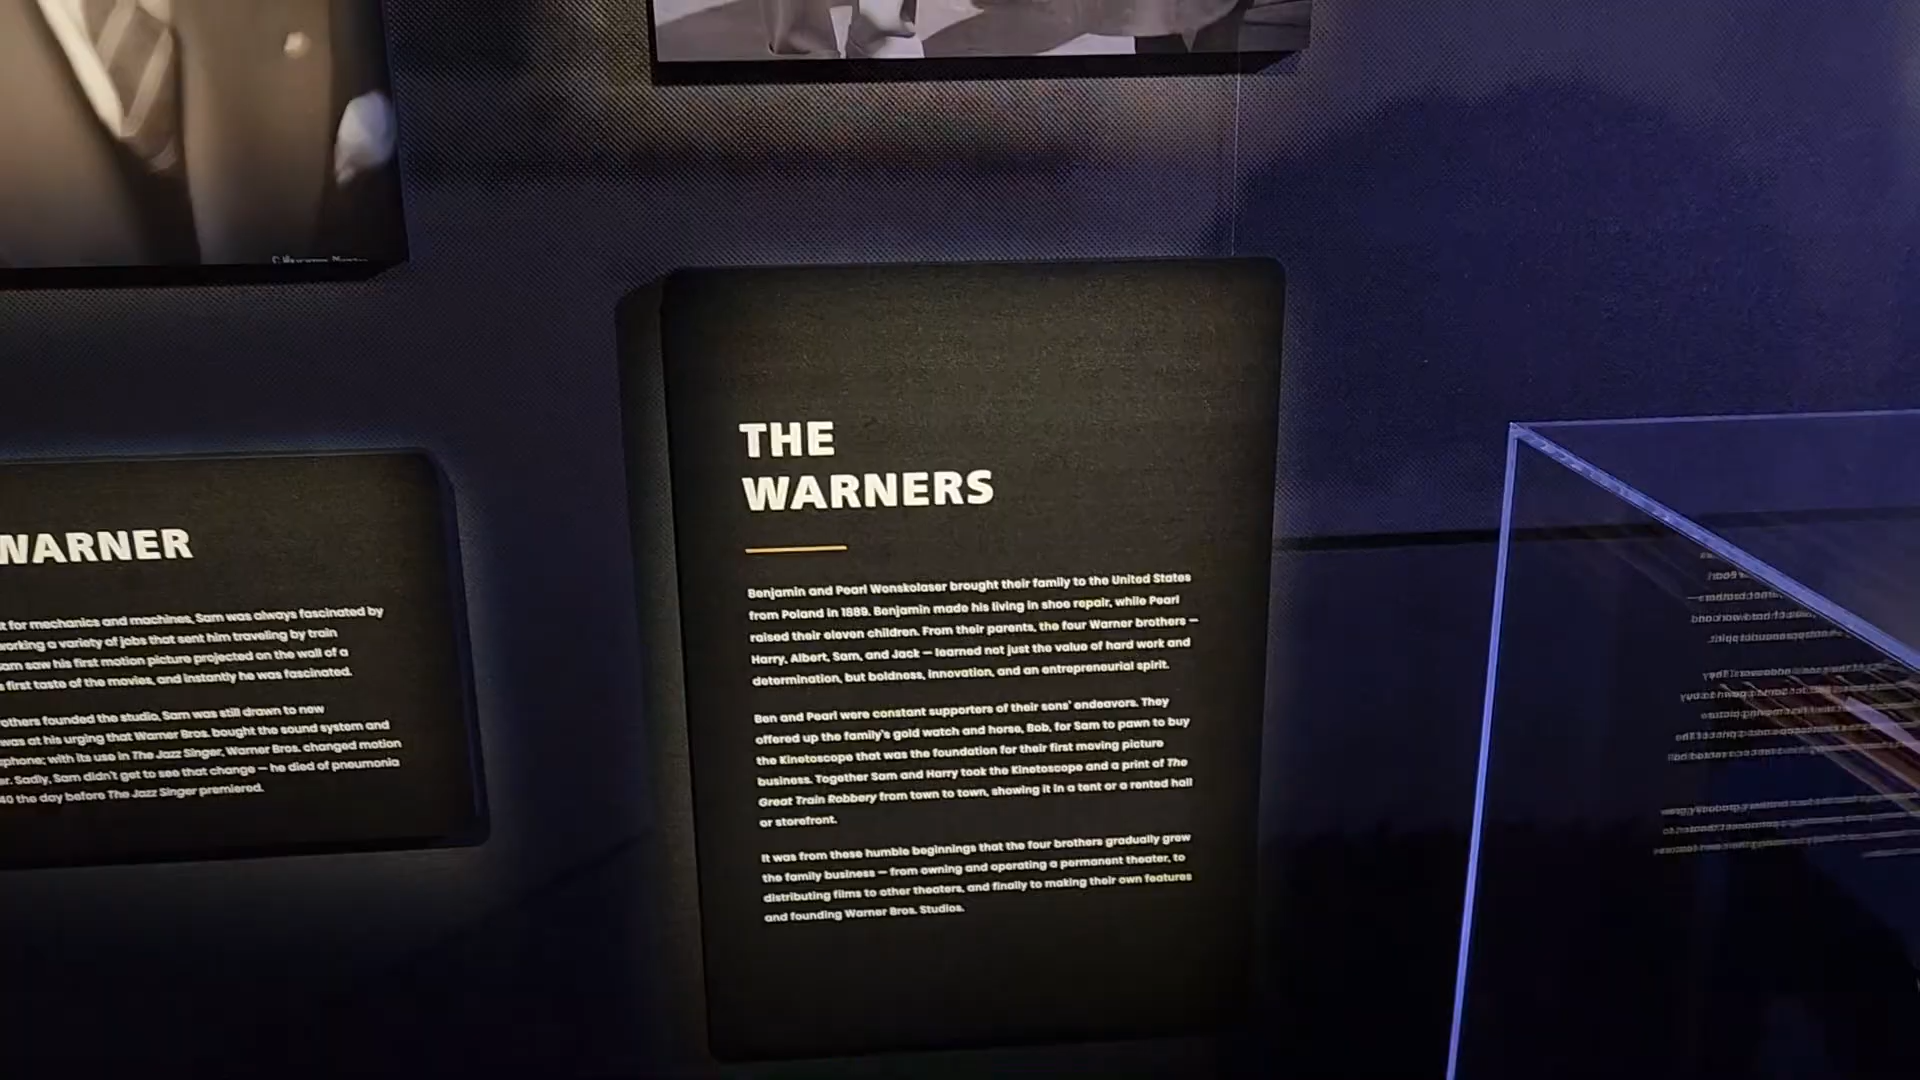 WARNER
t for mechanics and machines, Sam was always fascinated by
working a variety of jobs that sent him traveling by train
am saw his first motion picture projected on the wall of a
s first taste of the movies, and instantly he was fascinated.
others founded the studio, Sam was still drawn to new
was at his urging that Warner Bros. bought the sound system and
phone; with its use in The Jazz Singer, Warner Bros. changed motion
er. Sadly, Sam didn't get to see that change — he died of pneumonia
40 the day before The Jazz Singer premiered.
THE
WARNERS
Benjamin and Pearl Wonskolaser brought their family to the United States
from Poland in 1889. Benjamin made his living in shoe repair, while Pearl
raised their eleven children. From their parents, the four Warner brothers —
Harry, Albert, Sam, and Jack — learned not just the value of hard work and
determination, but boldness, innovation, and an entrepreneurial spirit.
Ben and Pearl were constant supporters of their sons' endeavors. They
offered up the family's gold watch and horse, Bob, for Sam to pawn to buy
the Kinetoscope that was the foundation for their first moving picture
business. Together Sam and Harry took the Kinetoscope and a print of The
Great Train Robbery from town to town, showing it in a tent or a rented hall
or storefront.
It was from these humble beginnings that the four brothers gradually grew
the family business — from owning and operating a permanent theater, to
distributing films to other theaters, and finally to making their own features
and founding Warner Bros. Studios.